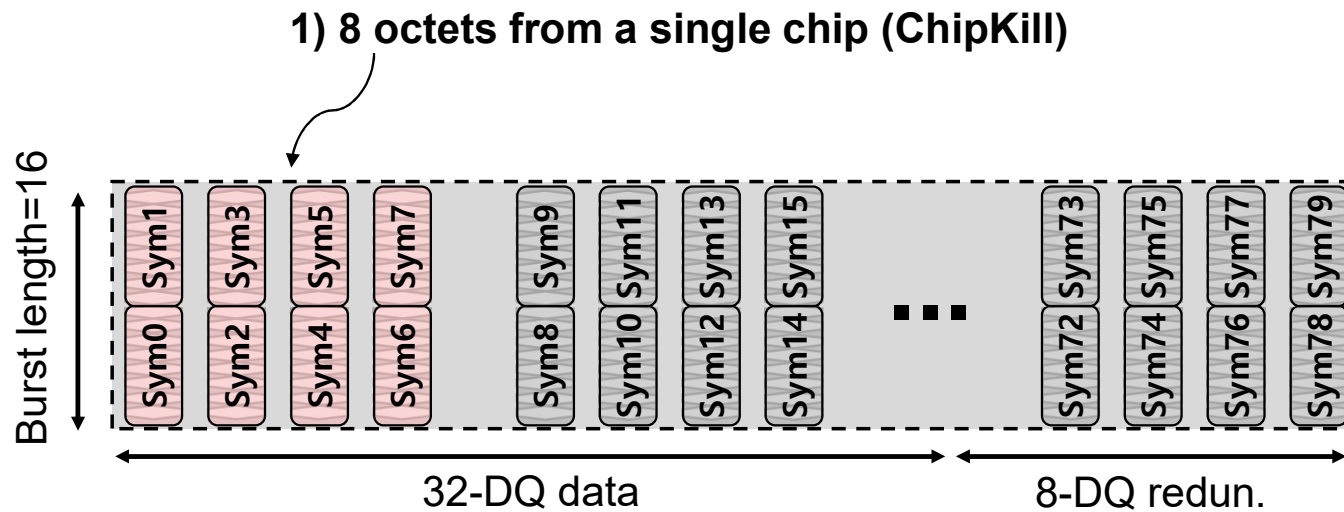 1) 8 octets from a single chip (ChipKill)
Burst length=16
Sym1 Sym3 Sym5 Sym7 Sym9 Sym11 Sym13 Sym15 Sym73 Sym75 Sym77 Sym79
Sym0 Sym2 Sym4 Sym6 Sym8 Sym10 Sym12 Sym14 Sym72 Sym74 Sym76 Sym78
32-DQ data 8-DQ redun.